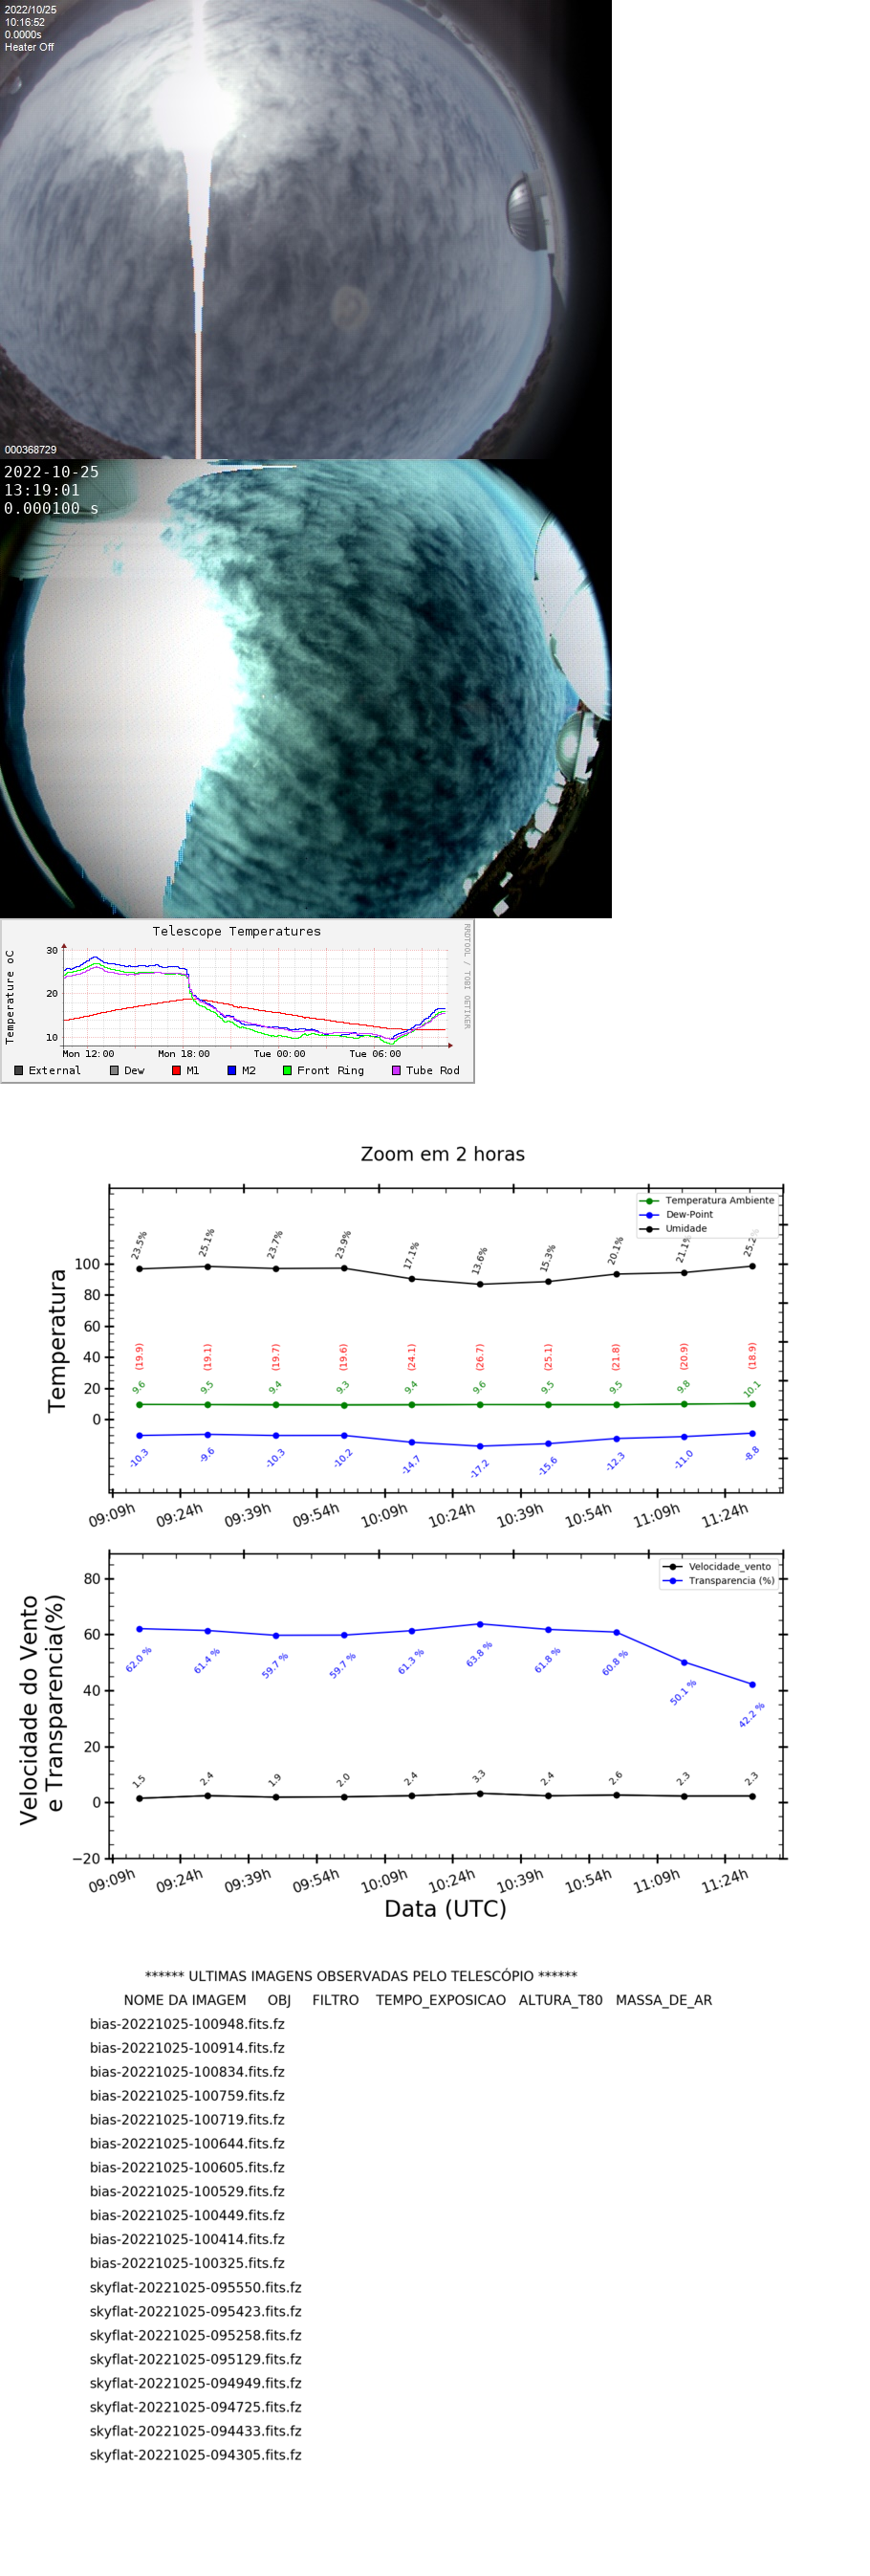 2022/10/25
10:16:52
0.0000s
Heater Off
000368729
2022-10-25
13:19:01
0.000100 s
Telescope Temperatures
RRDTOOL / TOBI OETIKER
Temperature oC
30
20
10
Mon 12:00 Mon 18:00 Tue 00:00 Tue 06:00
External Dew M1 M2 Front Ring Tube Rod
Zoom em 2 horas
Temperatura Ambiente
Dew-Point
Umidade
Temperatura
100
80
60
40
20
0
23.5% 25.1% 23.7% 23.9% 17.1% 13.6% 15.3% 20.1% 21.1%
(19.9) (19.1) (19.7) (19.6) (24.1) (26.7) (25.1) (21.8) (20.9) (18.9)
9.6 9.5 9.4 9.3 9.4 9.6 9.5 9.5 9.8 10.1
-10.3 -9.6 -10.3 -10.2 -14.7 -17.2 -15.6 -12.3 -11.0 -8.8
09:09h 09:24h 09:39h 09:54h 10:09h 10:24h 10:39h 10:54h 11:09h 11:24h
Velocidade_vento
Transparencia (%)
Velocidade do Vento
e Transparencia(%)
80
60
40
20
0
−20
62.0 % 61.4 % 59.7 % 59.7 % 61.3 % 63.8 % 61.8 % 60.8 % 50.1 % 42.2 %
1.5 2.4 1.9 2.0 2.4 3.3 2.4 2.6 2.3 2.3
09:09h 09:24h 09:39h 09:54h 10:09h 10:24h 10:39h 10:54h 11:09h 11:24h
Data (UTC)
****** ULTIMAS IMAGENS OBSERVADAS PELO TELESCÓPIO ******
NOME DA IMAGEM OBJ FILTRO TEMPO_EXPOSICAO ALTURA_T80 MASSA_DE_AR
bias-20221025-100948.fits.fz
bias-20221025-100914.fits.fz
bias-20221025-100834.fits.fz
bias-20221025-100759.fits.fz
bias-20221025-100719.fits.fz
bias-20221025-100644.fits.fz
bias-20221025-100605.fits.fz
bias-20221025-100529.fits.fz
bias-20221025-100449.fits.fz
bias-20221025-100414.fits.fz
bias-20221025-100325.fits.fz
skyflat-20221025-095550.fits.fz
skyflat-20221025-095423.fits.fz
skyflat-20221025-095258.fits.fz
skyflat-20221025-095129.fits.fz
skyflat-20221025-094949.fits.fz
skyflat-20221025-094725.fits.fz
skyflat-20221025-094433.fits.fz
skyflat-20221025-094305.fits.fz